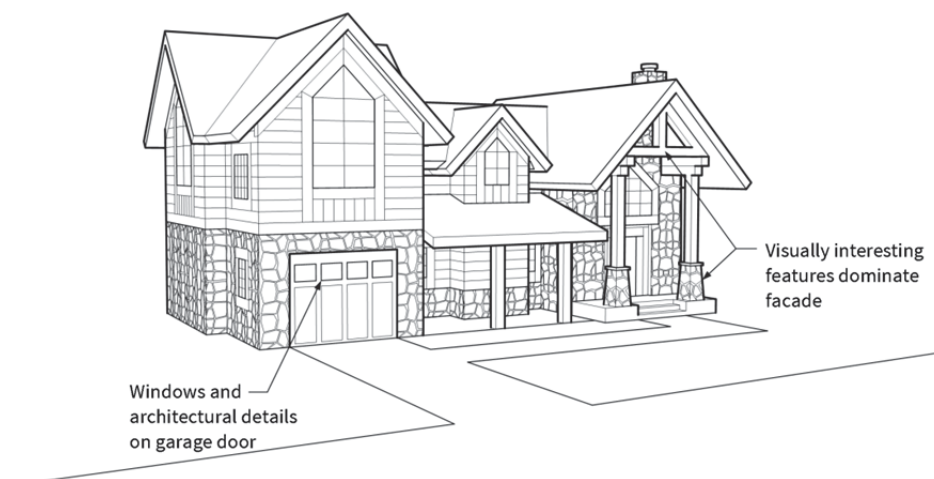 Visually interesting
features dominate
facade
Windows and
architectural details
on garage door